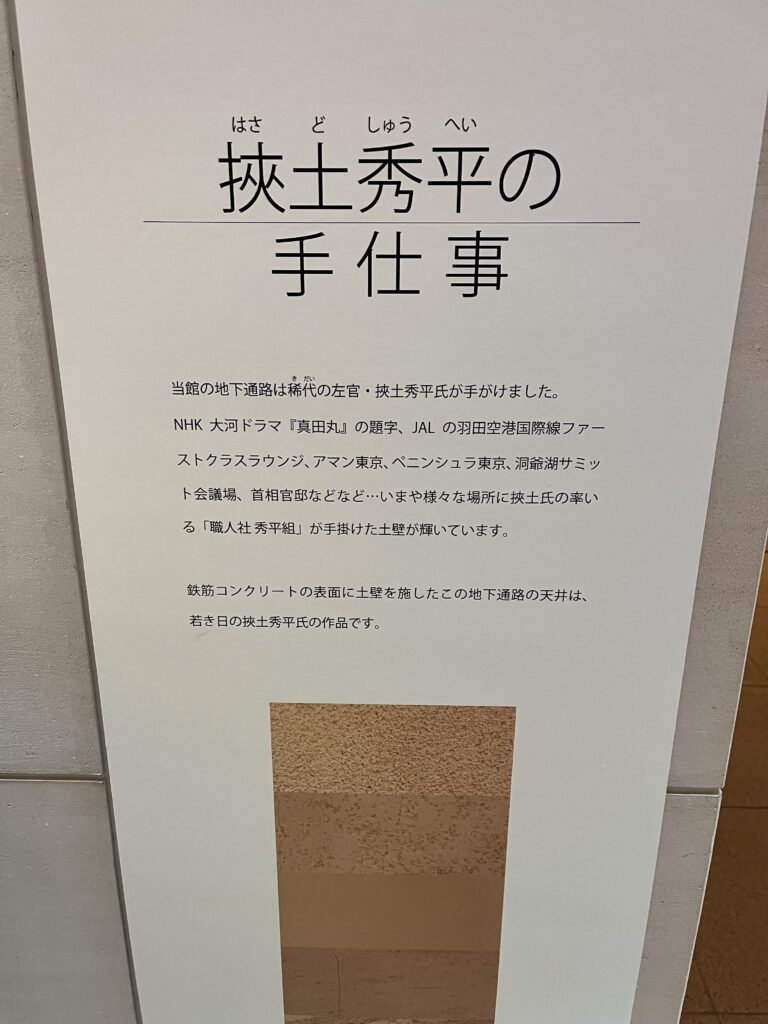 はさ ど しゅう へい
挾土秀平の
手仕事
き だい
当館の地下通路は稀代の左官・挾土秀平氏が手がけました。
NHK 大河ドラマ『真田丸』の題字、JAL の羽田空港国際線ファー
ストクラスラウンジ、アマン東京、ペニンシュラ東京、洞爺湖サミッ
ト会議場、首相官邸などなど…いまや様々な場所に挾土氏の率い
る「職人社 秀平組」が手掛けた土壁が輝いています。
鉄筋コンクリートの表面に土壁を施したこの地下通路の天井は、
若き日の挾土秀平氏の作品です。